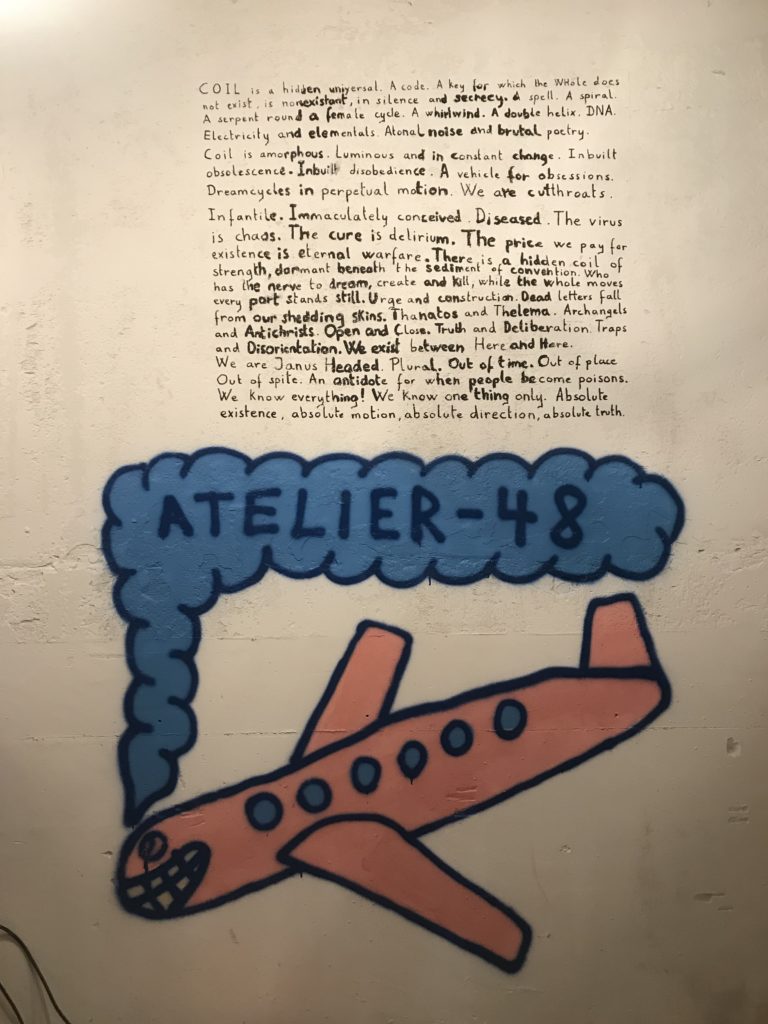 COIL is a hidden universal. A code. A key for which the WHole does
not exist, is nonexistant, in silence and secrecy. A spell. A spiral.
A serpent round a female cycle. A whirlwind. A double helix. DNA.
Electricity and elementals. Atonal noise and brutal poetry.
Coil is amorphous. Luminous and in constant change. Inbuilt
obsolescence. Inbuilt disobedience. A vehicle for obsessions.
Dreamcycles in perpetual motion. We are cutthroats.
Infantile. Immaculately conceived. Diseased. The virus
is chaos. The cure is delirium. The price we pay for
existence is eternal warfare. There is a hidden coil of
strength, dormant beneath the sediment of convention. Who
has the nerve to dream, create and kill, while the whole moves
every part stands still. Urge and construction. Dead letters fall
from our shedding skins. Thanatos and Thelema. Archangels
and Antichrists. Open and Close. Truth and Deliberation. Traps
and Disorientation. We exist between Here and Here.
We are Janus Headed. Plural. Out of time. Out of place
Out of spite. An antidote for when people become poisons.
We know everything! We know one thing only. Absolute
existence, absolute motion, absolute direction, absolute truth.
ATELIER-48